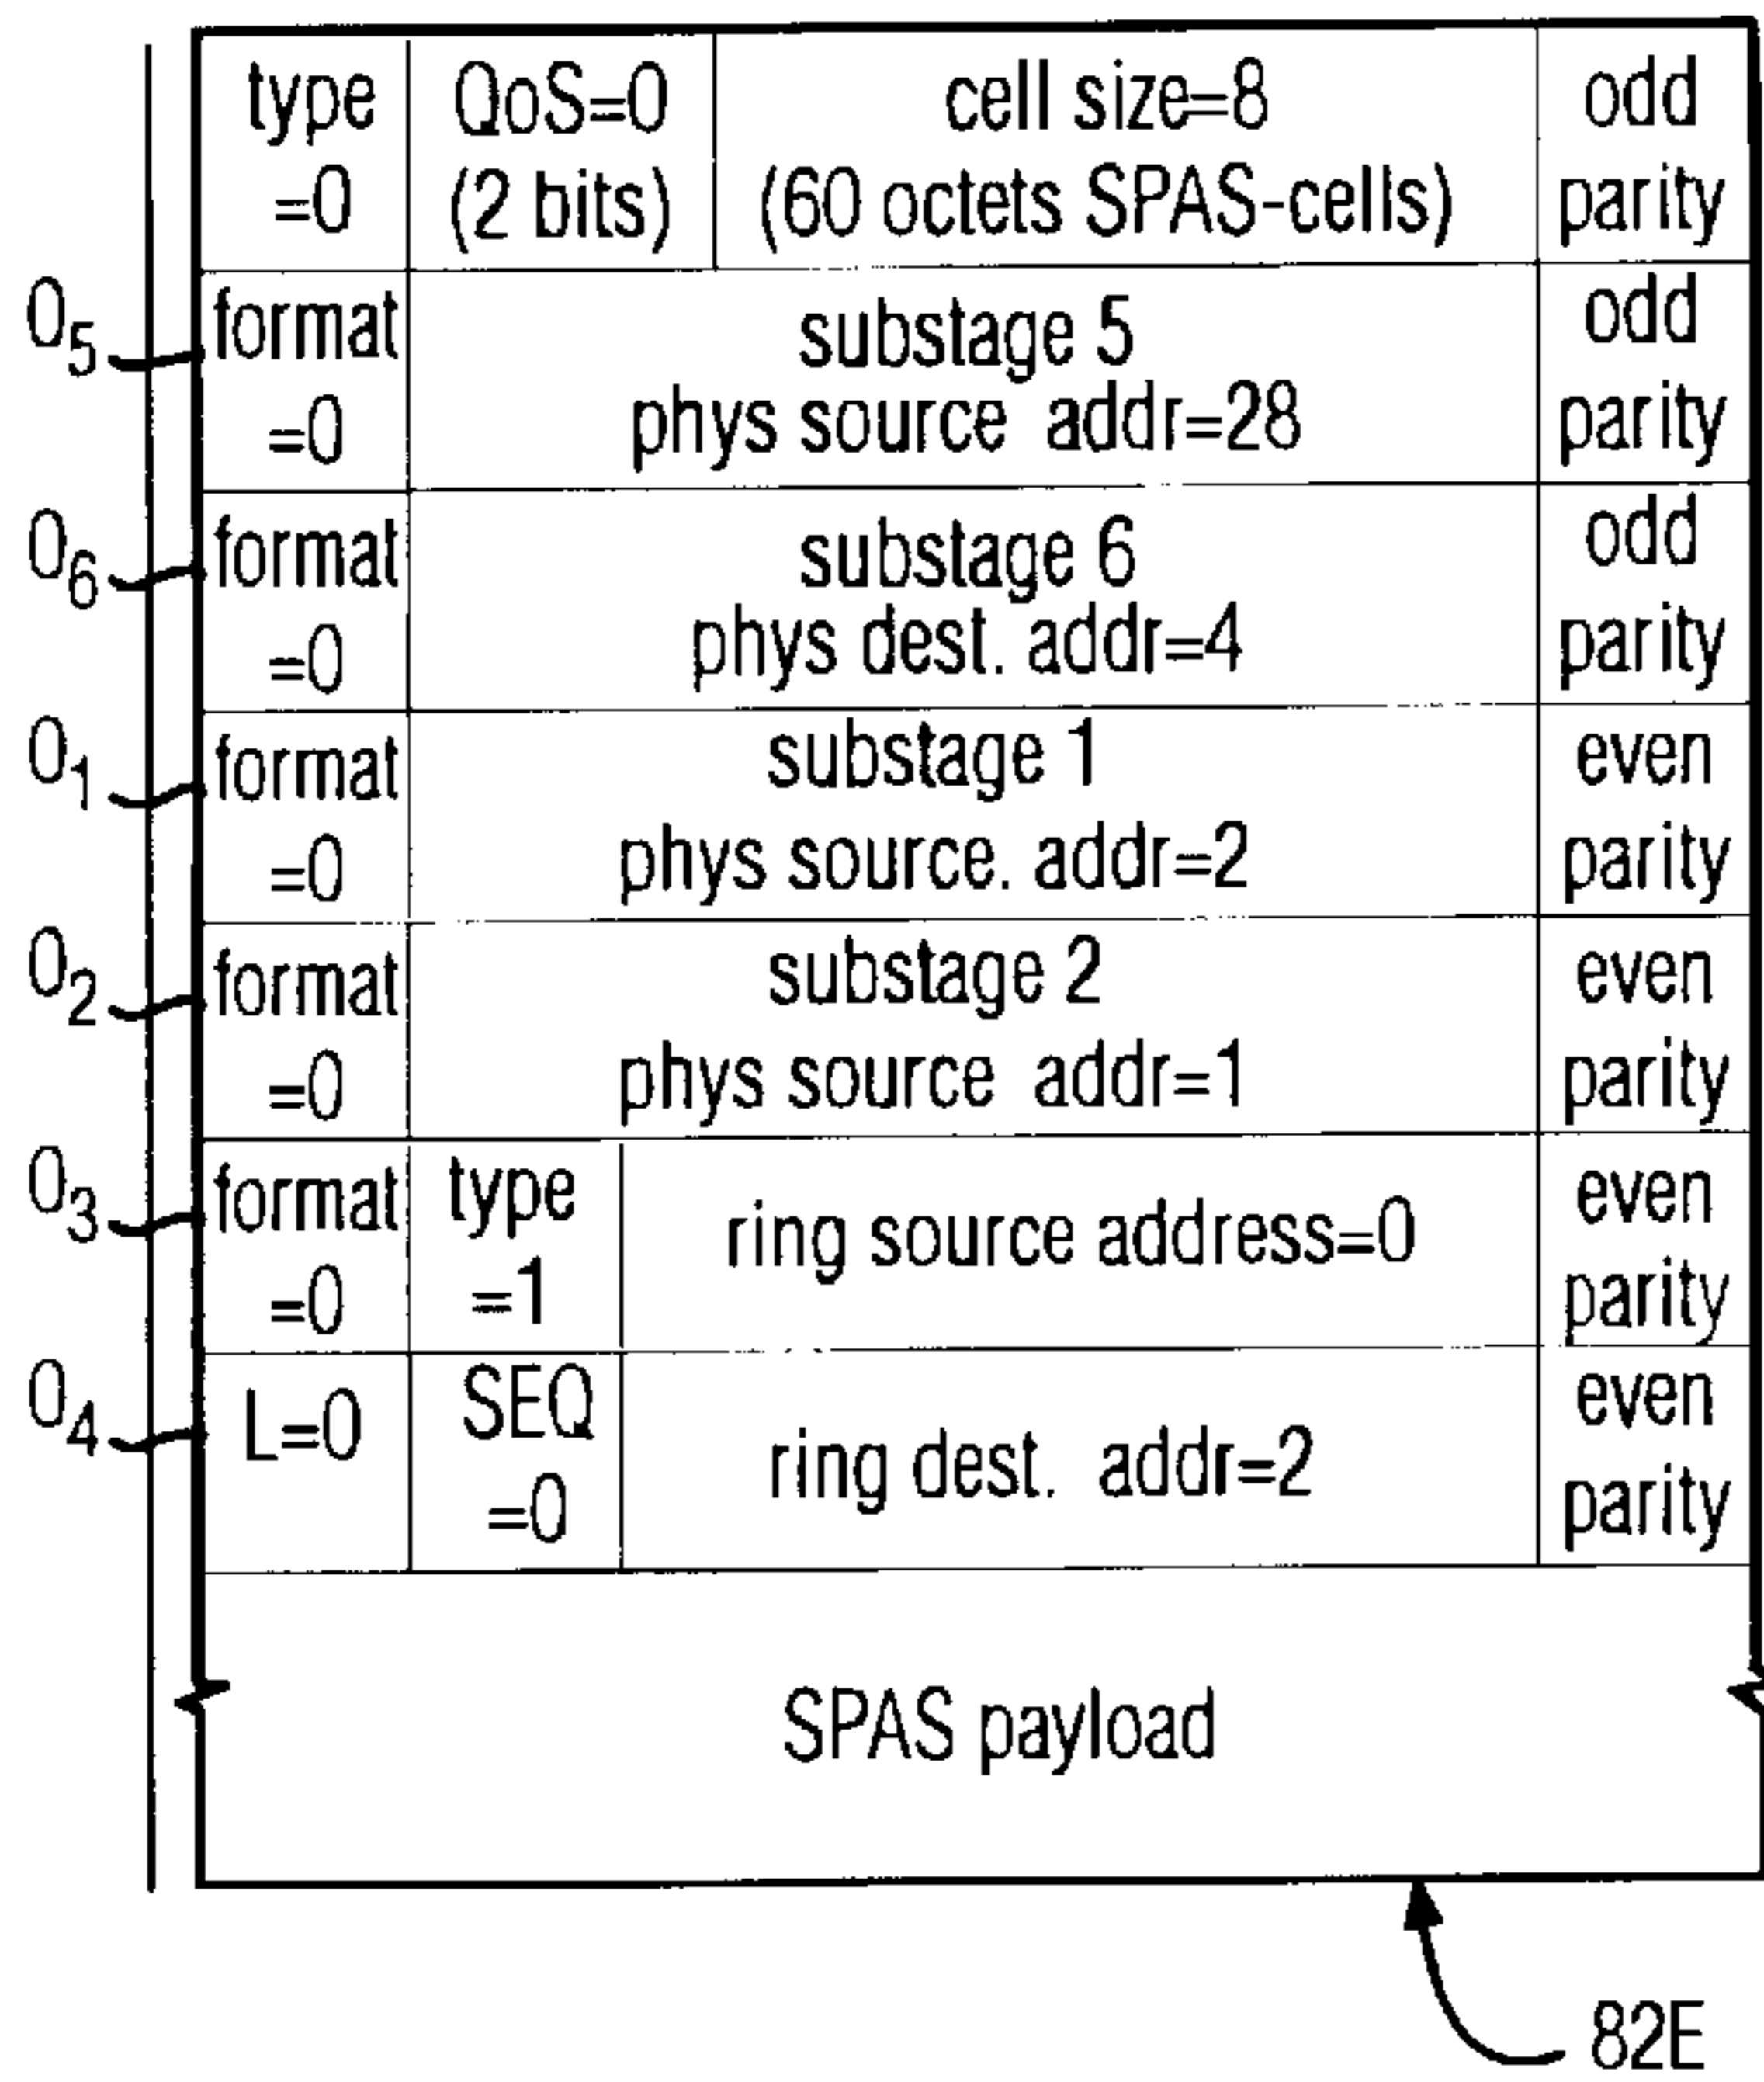 type =0
QoS=0 (2 bits)
cell size=8 (60 octets SPAS-cells)
odd parity
O5
format =0
substage 5
phys source addr=28
odd parity
O6
format =0
substage 6
phys dest. addr=4
odd parity
O1
format =0
substage 1
phys source. addr=2
even parity
O2
format =0
substage 2
phys source addr=1
even parity
O3
format =0
type =1
ring source address=0
even parity
O4
L=0
SEQ =0
ring dest. addr=2
even parity
SPAS payload
82E